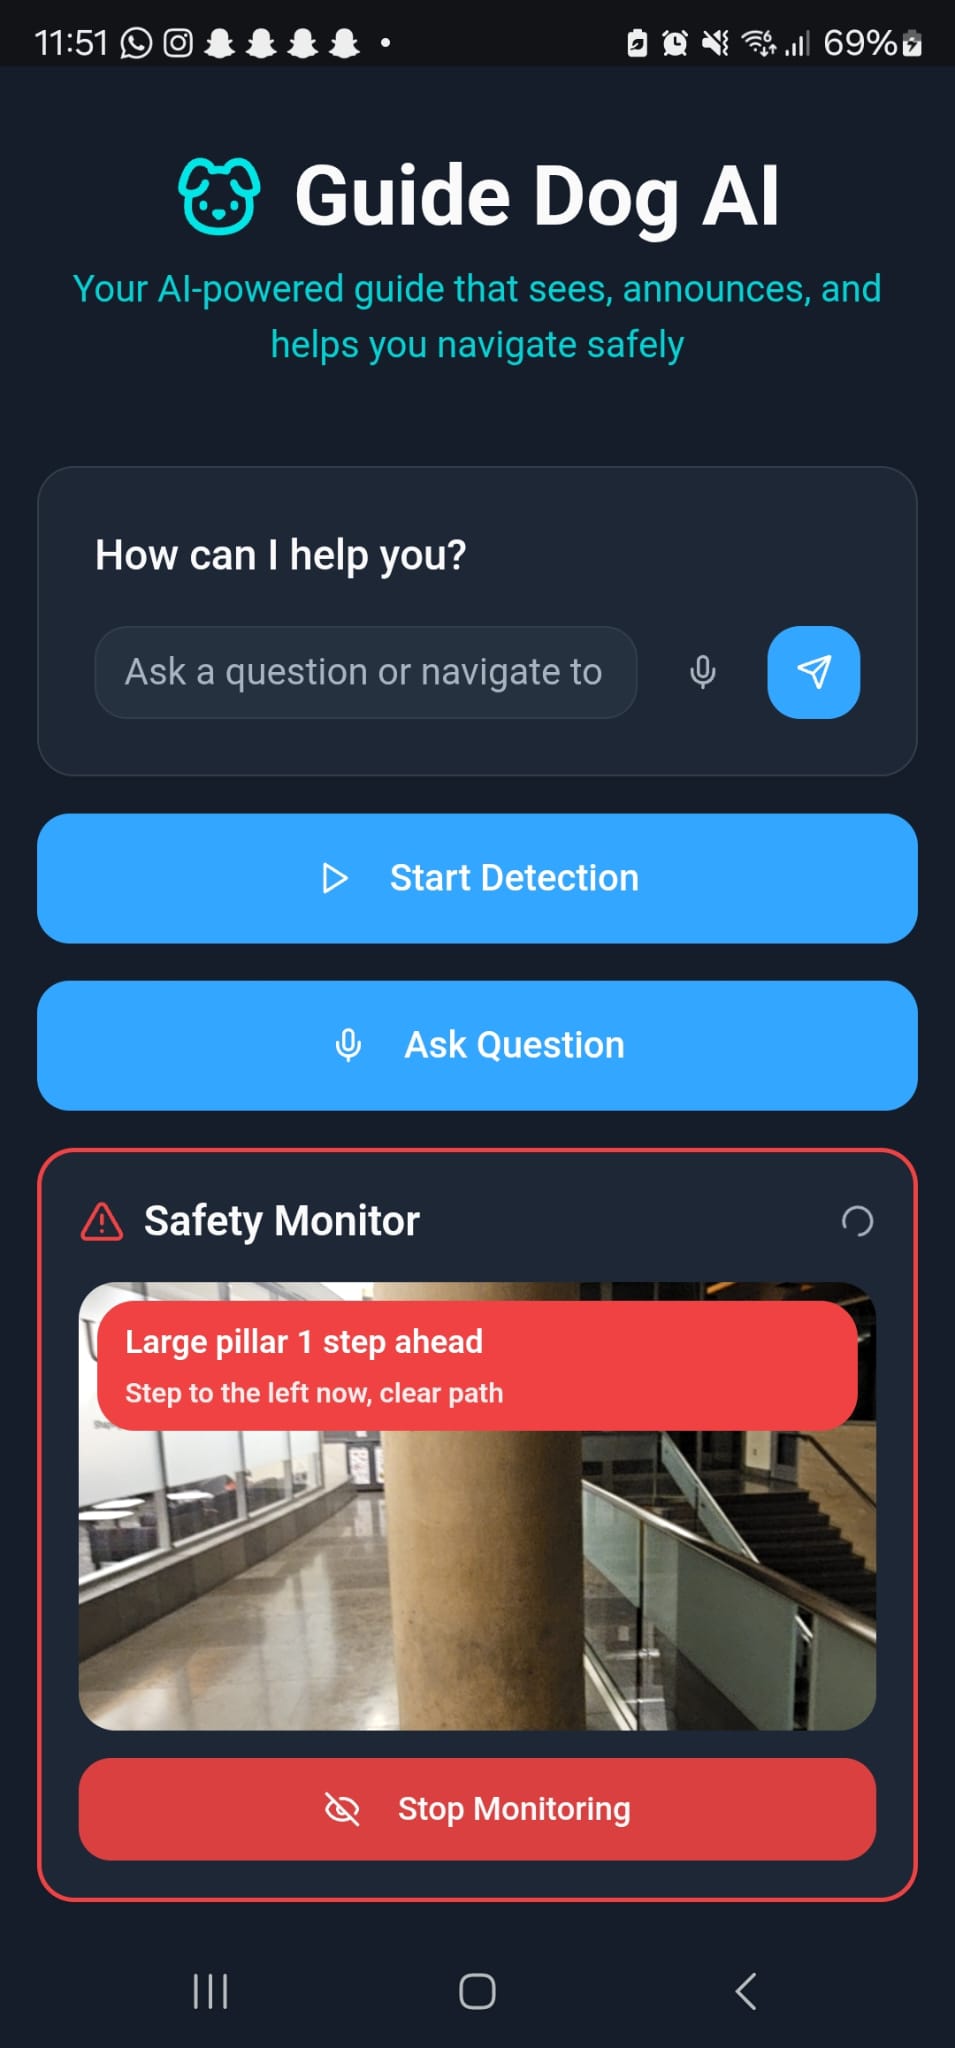 11:51
69%
Guide Dog AI
Your AI-powered guide that sees, announces, and
helps you navigate safely
How can I help you?
Ask a question or navigate to
Start Detection
Ask Question
Safety Monitor
Large pillar 1 step ahead
Step to the left now, clear path
Stop Monitoring